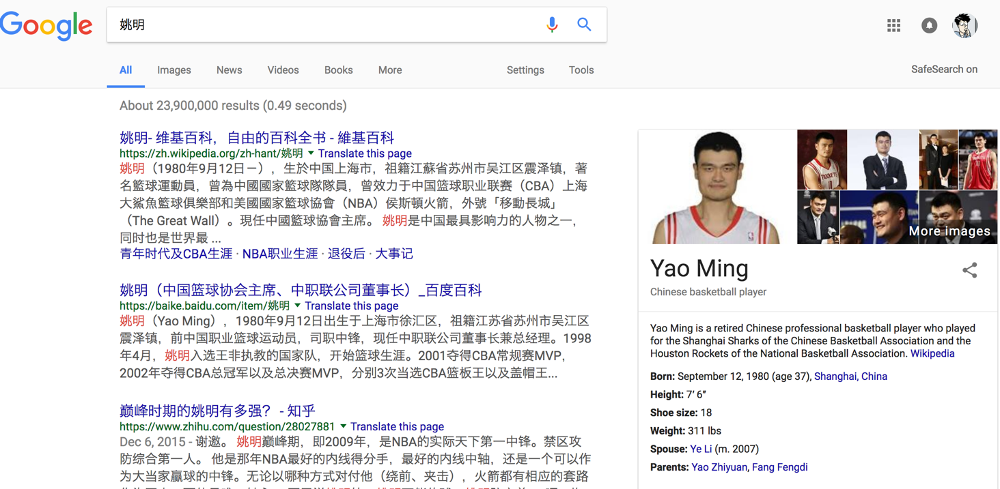 Google
姚明
All Images News Videos Books More Settings Tools
SafeSearch on
About 23,900,000 results (0.49 seconds)
姚明- 维基百科，自由的百科全书 - 維基百科
https://zh.wikipedia.org/zh-hant/姚明 ▼ Translate this page
姚明（1980年9月12日－），生於中国上海市，祖籍江蘇省苏州市吴江区震泽镇，著
名籃球運動員，曾為中國國家籃球隊隊員，曾效力于中国篮球职业联赛（CBA）上海
大鯊魚籃球俱樂部和美國國家籃球協會（NBA）侯斯頓火箭，外號「移動長城」
（The Great Wall）。現任中國籃球協會主席。 姚明是中国最具影响力的人物之一，
同时也是世界最 ...
青年时代及CBA生涯 · NBA职业生涯 · 退役后 · 大事记
姚明（中国篮球协会主席、中职联公司董事长）_百度百科
https://baike.baidu.com/item/姚明 ▼ Translate this page
姚明（Yao Ming），1980年9月12日出生于上海市徐汇区，祖籍江苏省苏州市吴江区
震泽镇，前中国职业篮球运动员，司职中锋，现任中职联公司董事长兼总经理。1998
年4月，姚明入选王非执教的国家队，开始篮球生涯。2001夺得CBA常规赛MVP，
2002年夺得CBA总冠军以及总决赛MVP，分别3次当选CBA篮板王以及盖帽王...
巅峰时期的姚明有多强？ - 知乎
https://www.zhihu.com/question/28027881 ▼ Translate this page
Dec 6, 2015 - 谢邀。 姚明巅峰期，即2009年，是NBA的实际天下第一中锋。禁区攻
防综合第一人。 他是那年NBA最好的内线得分手，最好的内线中轴，还是一个可以作
为大当家赢球的中锋。无论以哪种方式对付他（绕前、夹击），火箭都有相应的套路
ROCKETS
11
More images
Yao Ming
Chinese basketball player
Yao Ming is a retired Chinese professional basketball player who played
for the Shanghai Sharks of the Chinese Basketball Association and the
Houston Rockets of the National Basketball Association. Wikipedia
Born: September 12, 1980 (age 37), Shanghai, China
Height: 7′ 6″
Shoe size: 18
Weight: 311 lbs
Spouse: Ye Li (m. 2007)
Parents: Yao Zhiyuan, Fang Fengdi